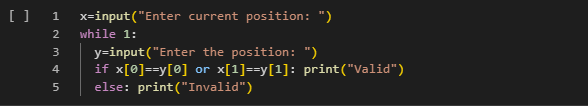 [ ] 1 x=input("Enter current position: ")
2 while 1:
3 y=input("Enter the position: ")
4 if x[0]==y[0] or x[1]==y[1]: print("Valid")
5 else: print("Invalid")